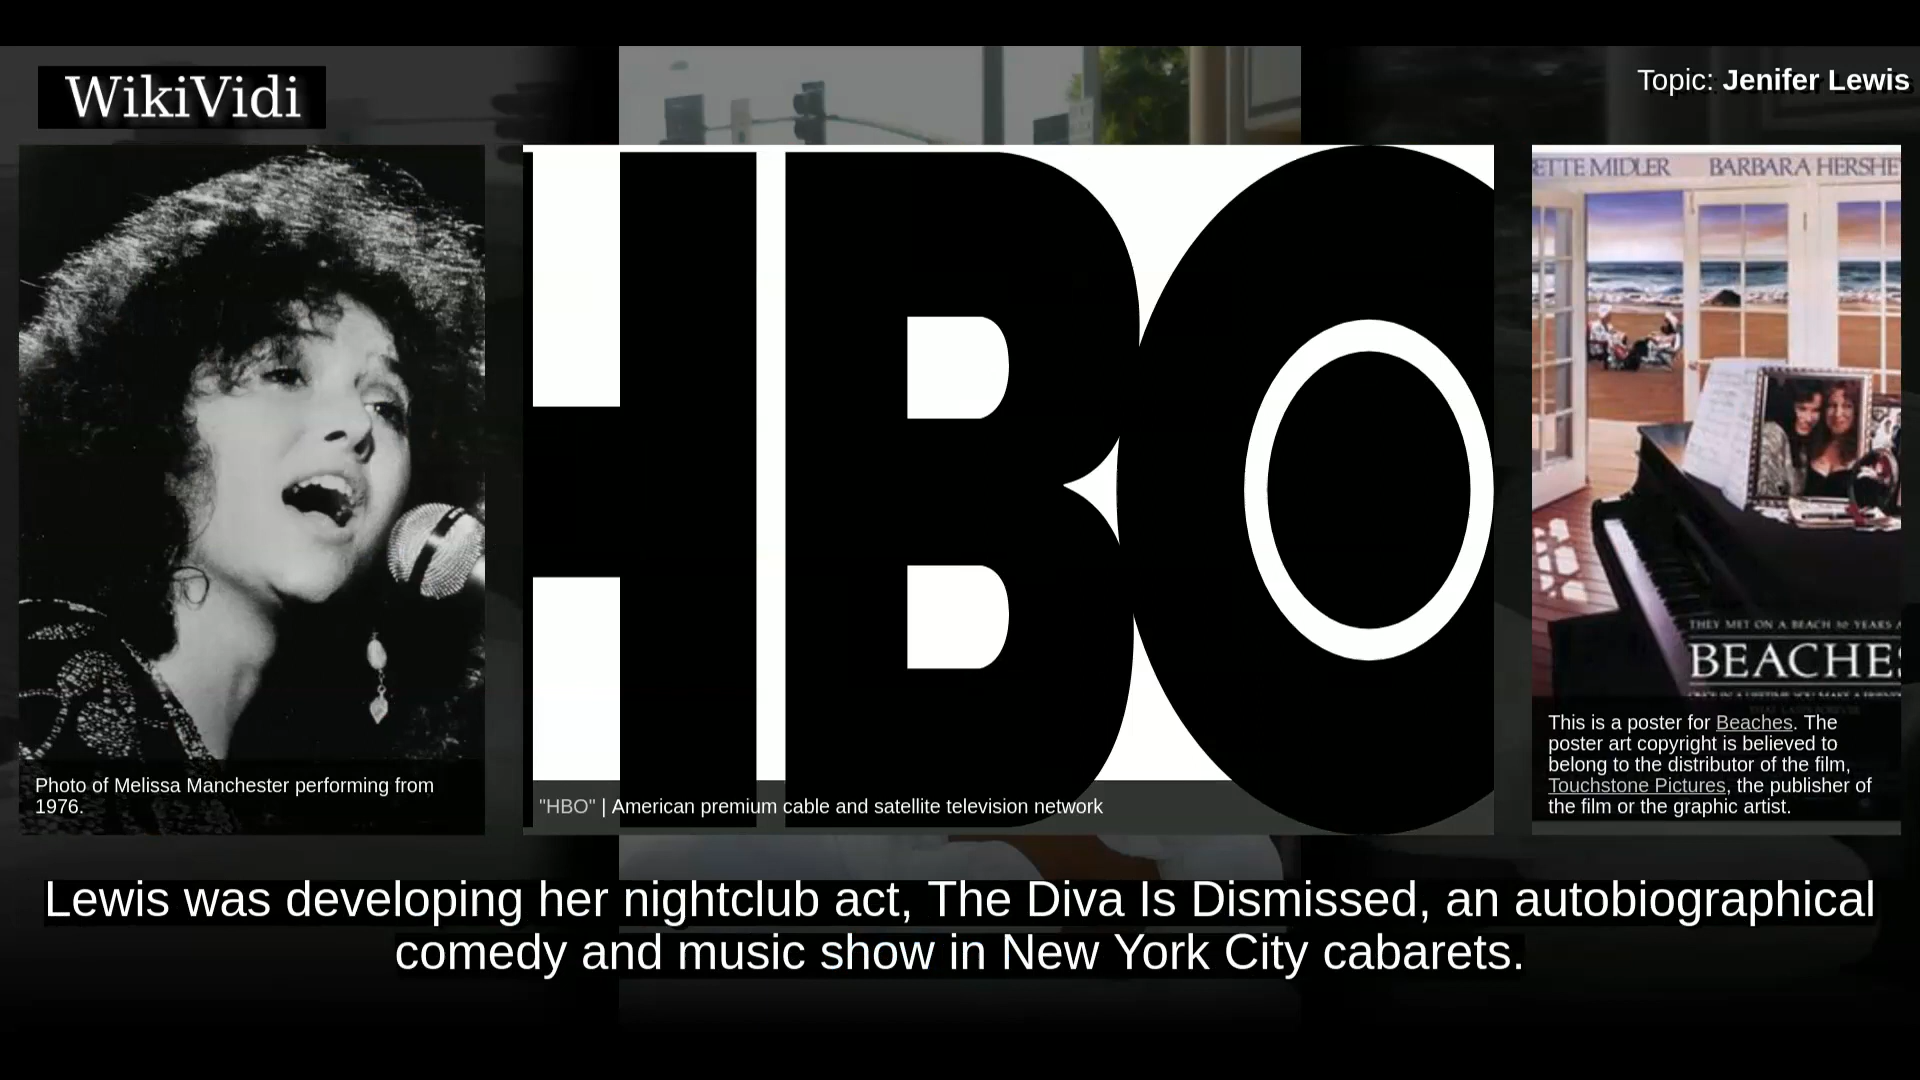 WikiVidi
Topic: Jenifer Lewis
HBO
ETTE MIDLER BARBARA HERSHE
THEY MET ON A BEACH 30 YEARS A
BEACHES
Photo of Melissa Manchester performing from
1976.
"HBO" | American premium cable and satellite television network
This is a poster for Beaches. The
poster art copyright is believed to
belong to the distributor of the film,
Touchstone Pictures, the publisher of
the film or the graphic artist.
Lewis was developing her nightclub act, The Diva Is Dismissed, an autobiographical
comedy and music show in New York City cabarets.